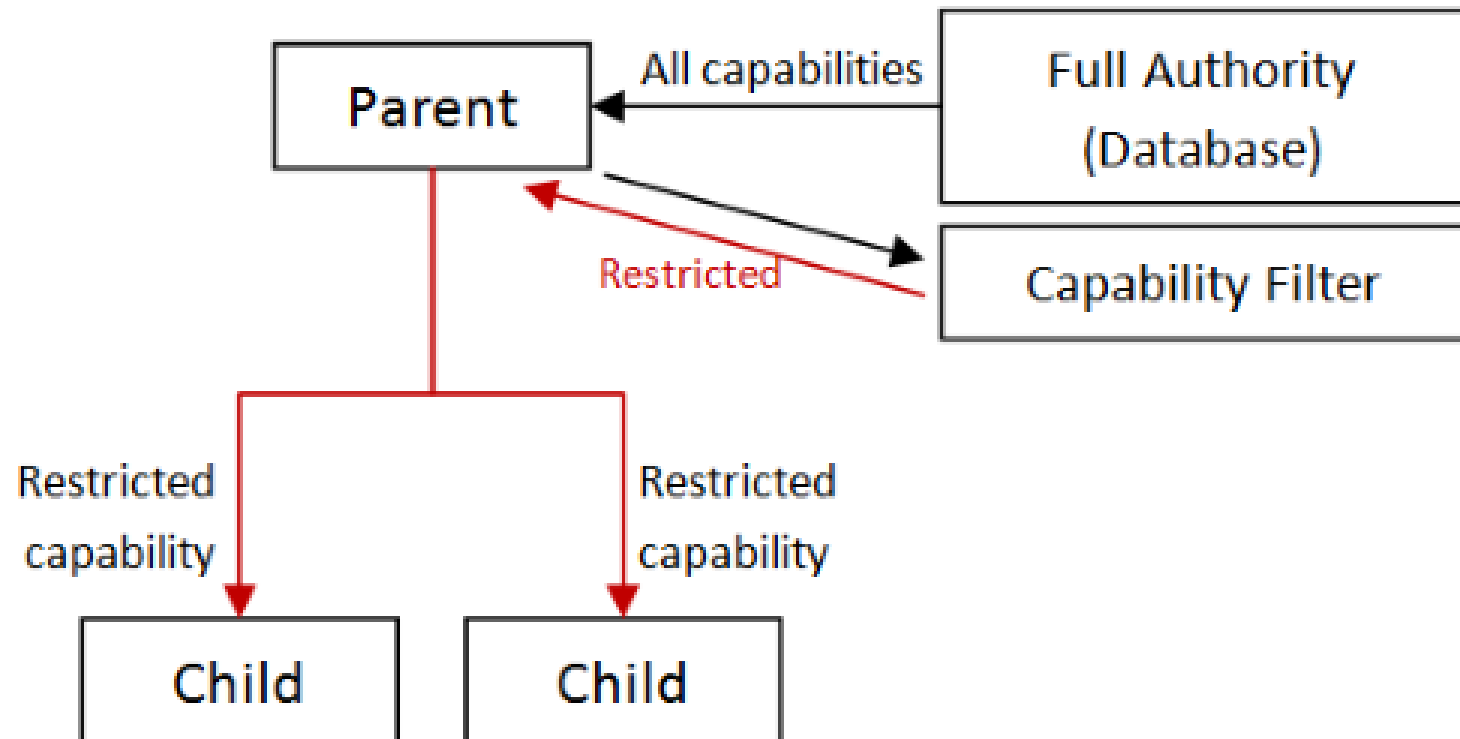 Parent
All capabilities
Full Authority
(Database)
Restricted
Capability Filter
Restricted
capability
Restricted
capability
Child
Child